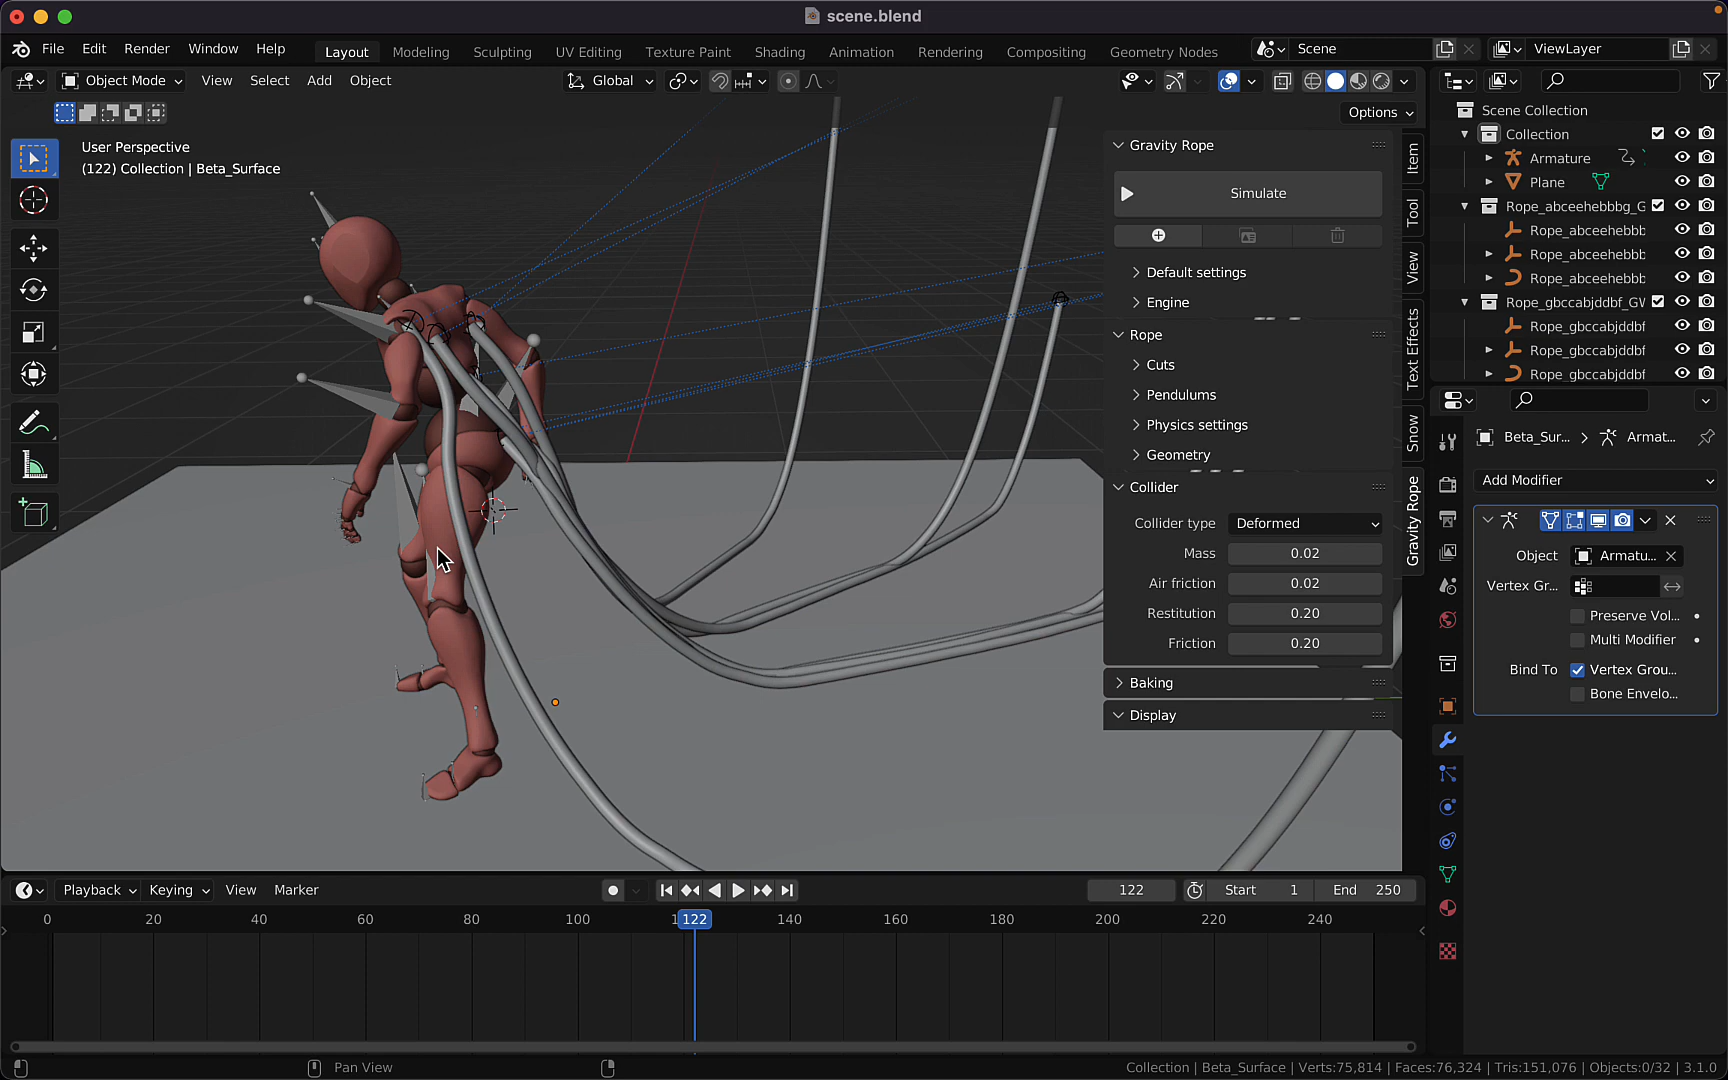 scene.blend
File Edit Render Window Help
Layout Modeling Sculpting UV Editing Texture Paint Shading Animation Rendering Compositing Geometry Nodes
Scene
ViewLayer
Object Mode View Select Add Object
Global
Options
User Perspective
(122) Collection | Beta_Surface
Gravity Rope
Simulate
Default settings
Engine
Rope
Cuts
Pendulums
Physics settings
Geometry
Collider
Collider type Deformed
Mass 0.02
Air friction 0.02
Restitution 0.20
Friction 0.20
Baking
Display
Item
Tool
View
Text Effects
Snow
Gravity Rope
Scene Collection
Collection
Armature
Plane
Rope_abceehebbbg_G
Rope_abceehebbb
Rope_abceehebbb
Rope_abceehebbb
Rope_gbccabjddbf_GW
Rope_gbccabjddbf
Rope_gbccabjddbf
Rope_gbccabjddbf
Beta_Sur... Armat...
Add Modifier
Object Armatu...
Vertex Gr...
Preserve Vol...
Multi Modifier
Bind To Vertex Grou...
Bone Envelo...
Playback Keying View Marker
122
Start 1
End 250
0 20 40 60 80 100 1 122 140 160 180 200 220 240
Pan View
Collection | Beta_Surface | Verts:75,814 | Faces:76,324 | Tris:151,076 | Objects:0/32 | 3.1.0